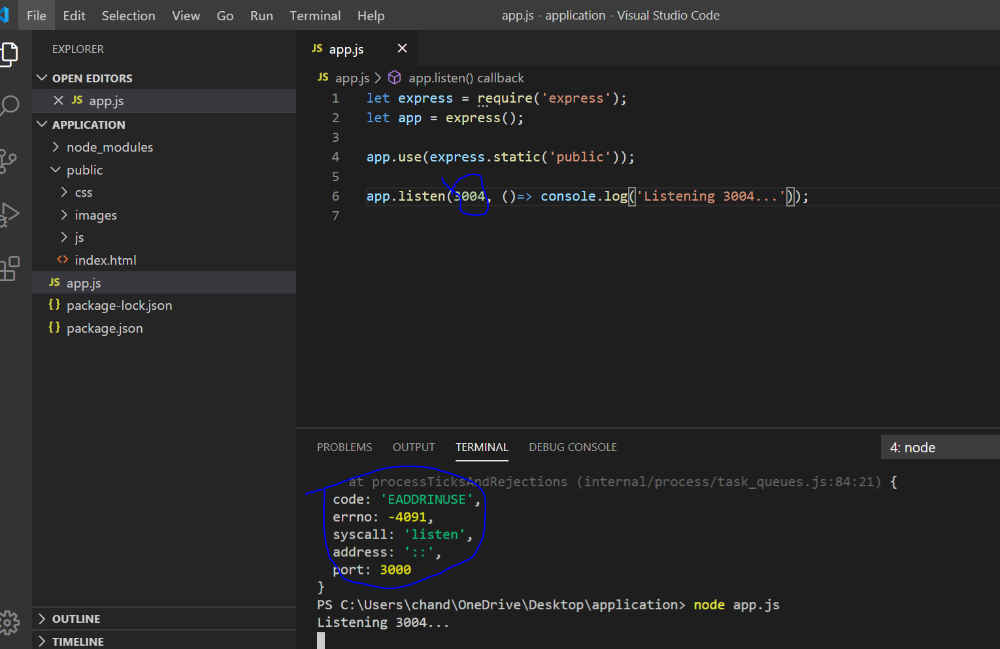 File Edit Selection View Go Run Terminal Help
app.js - application - Visual Studio Code
EXPLORER
OPEN EDITORS
JS app.js
APPLICATION
node_modules
public
css
images
js
<> index.html
JS app.js
{} package-lock.json
{} package.json
OUTLINE
TIMELINE
JS app.js
JS app.js > app.listen() callback
1 let express = require('express');
2 let app = express();
3
4 app.use(express.static('public'));
5
6 app.listen(3004, ()=> console.log('Listening 3004...'));
7
PROBLEMS OUTPUT TERMINAL DEBUG CONSOLE
4: node
at processTicksAndRejections (internal/process/task_queues.js:84:21) {
code: 'EADDRINUSE',
errno: -4091,
syscall: 'listen',
address: '::',
port: 3000
}
PS C:\Users\chand\OneDrive\Desktop\application> node app.js
Listening 3004...